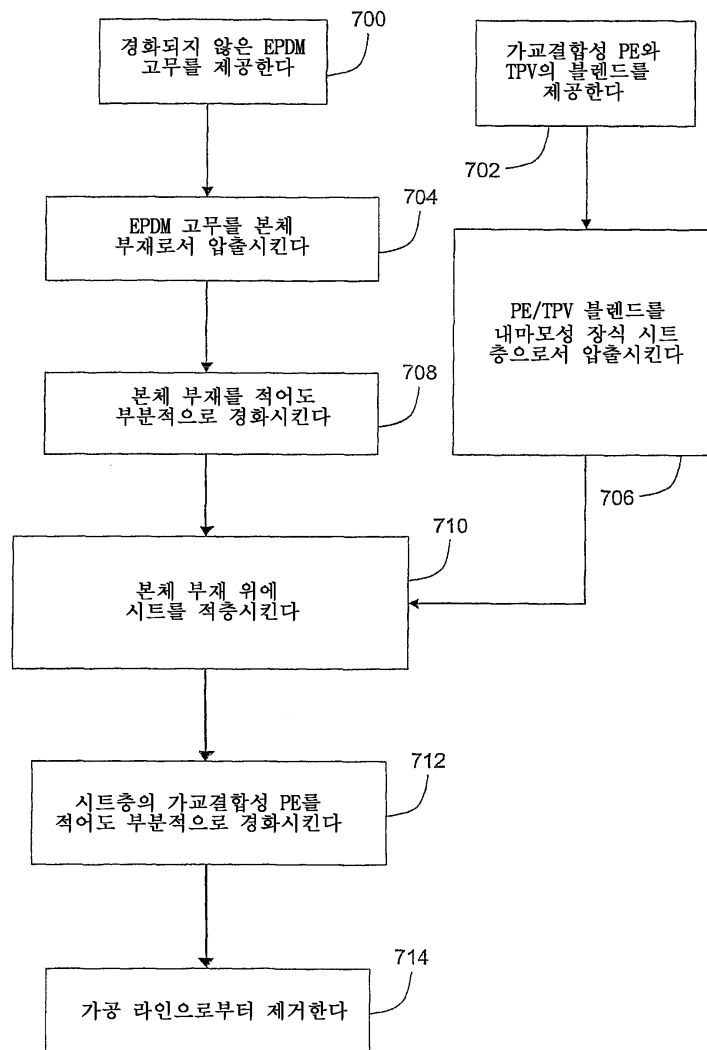 700
경화되지 않은 EPDM
고무를 제공한다
가교결합성 PE와
TPV의 블렌드를
제공한다
702
704
EPDM 고무를 본체
부재로서 압출시킨다
PE/TPV 블렌드를
내마모성 장식 시트
층으로서 압출시킨다
706
708
본체 부재를 적어도
부분적으로 경화시킨다
710
본체 부재 위에
시트를 적층시킨다
712
시트층의 가교결합성 PE를
적어도 부분적으로 경화시킨다
714
가공 라인으로부터 제거한다